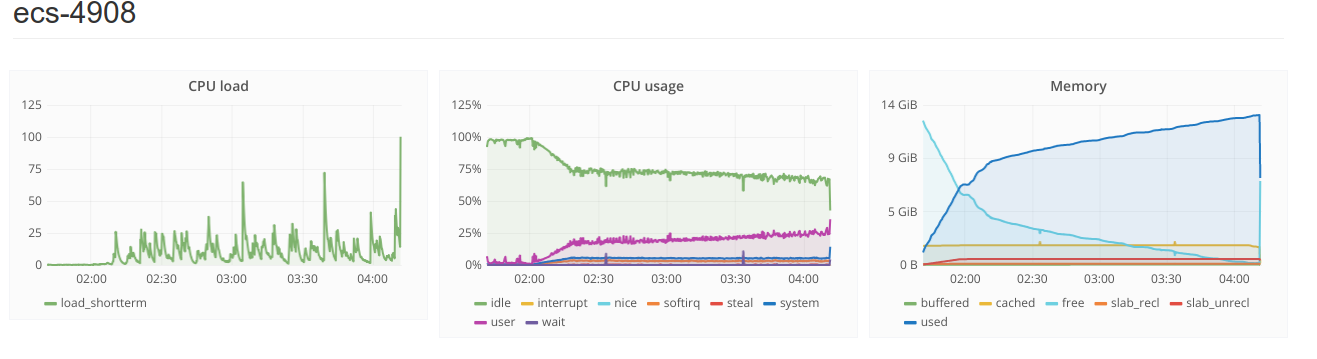 ecs-4908
CPU load
125
100
75
50
25
0
02:00 02:30 03:00 03:30 04:00
load_shortterm
CPU usage
125%
100%
75%
50%
25%
0%
02:00 02:30 03:00 03:30 04:00
idle interrupt nice softirq steal system
user wait
Memory
14 GiB
9 GiB
5 GiB
0 B
02:00 02:30 03:00 03:30 04:00
buffered cached free slab_recl slab_unrecl
used